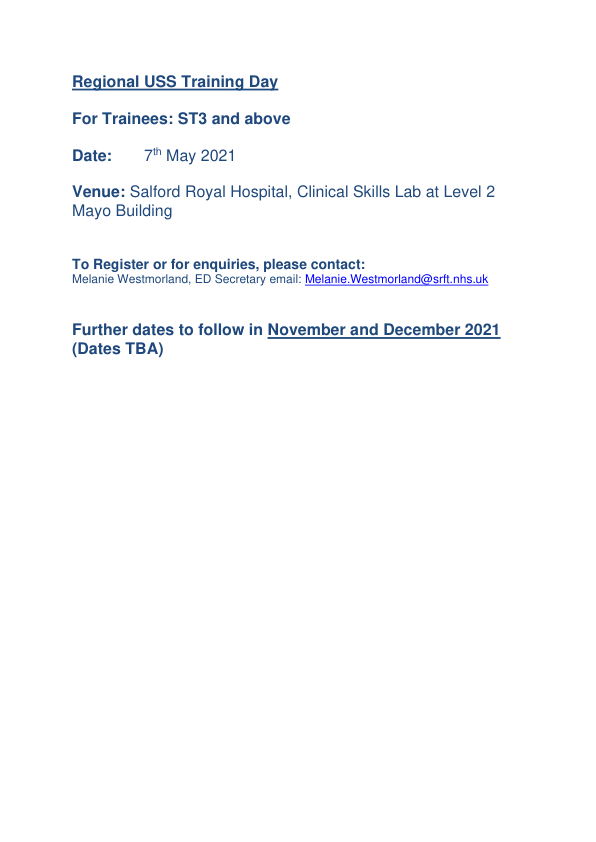 Regional USS Training Day
For Trainees: ST3 and above
Date: 7th May 2021
Venue: Salford Royal Hospital, Clinical Skills Lab at Level 2
Mayo Building
To Register or for enquiries, please contact:
Melanie Westmorland, ED Secretary email: Melanie.Westmorland@srft.nhs.uk
Further dates to follow in November and December 2021
(Dates TBA)